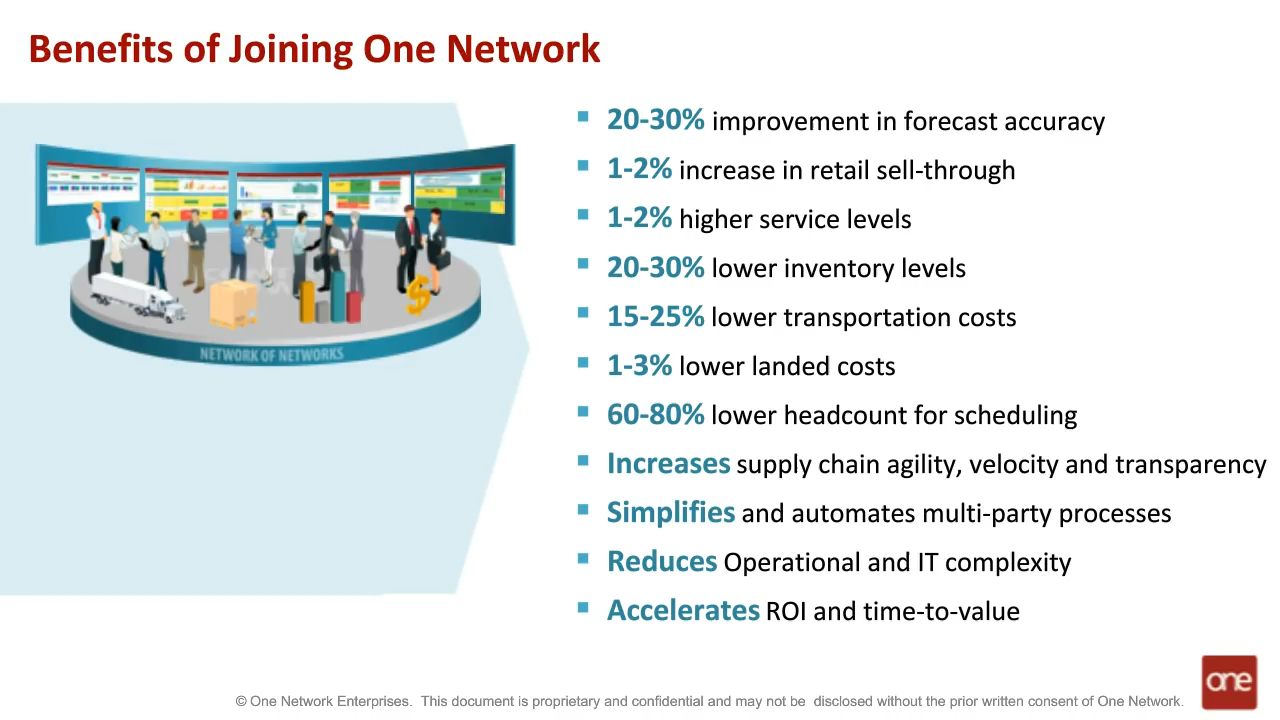 Benefits of Joining One Network
20-30% improvement in forecast accuracy
1-2% increase in retail sell-through
1-2% higher service levels
20-30% lower inventory levels
15-25% lower transportation costs
1-3% lower landed costs
60-80% lower headcount for scheduling
Increases supply chain agility, velocity and transparency
Simplifies and automates multi-party processes
Reduces Operational and IT complexity
Accelerates ROI and time-to-value
NETWORK OF NETWORKS
one
© One Network Enterprises. This document is proprietary and confidential and may not be disclosed without the prior written consent of One Network.